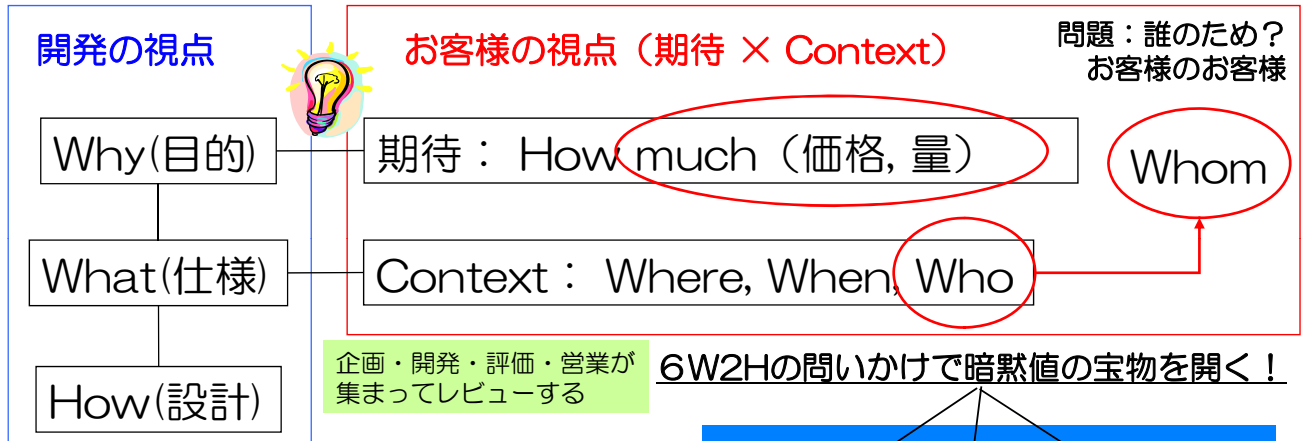 開発の視点
お客様の視点（期待 × Context）
問題：誰のため？
お客様のお客様
Why(目的)
期待： How much（価格, 量）
Whom
What(仕様)
Context： Where, When, Who
How(設計)
企画・開発・評価・営業が
集まってレビューする
６W2Hの問いかけで暗黙値の宝物を開く！